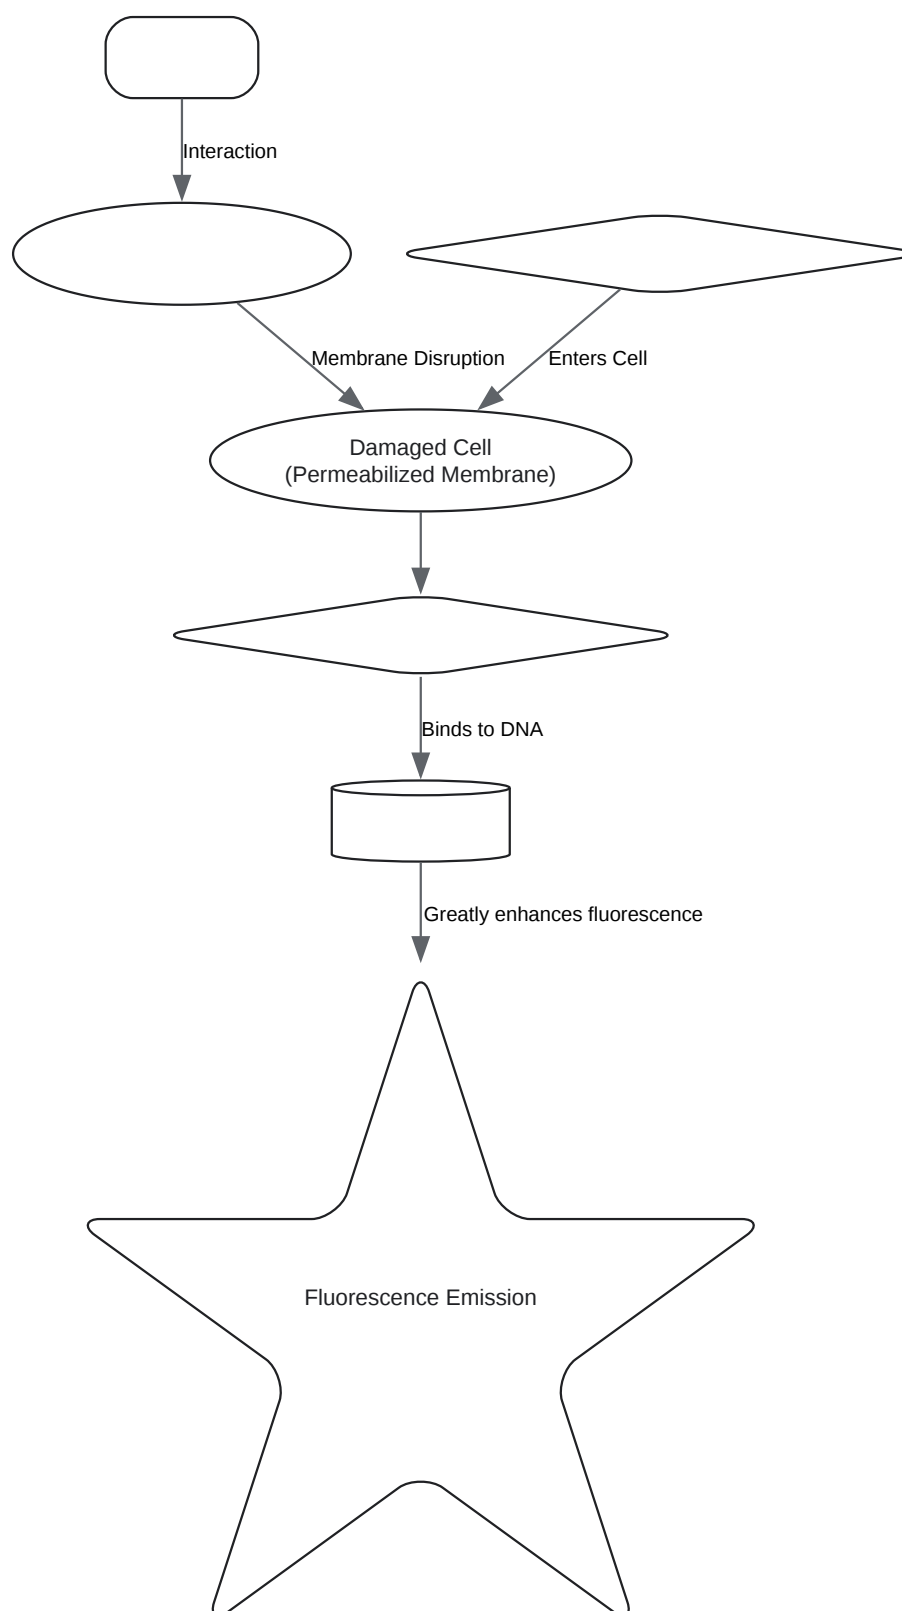 Interaction
Membrane Disruption
Enters Cell
Damaged Cell
(Permeabilized Membrane)
Binds to DNA
Greatly enhances fluorescence
Fluorescence Emission